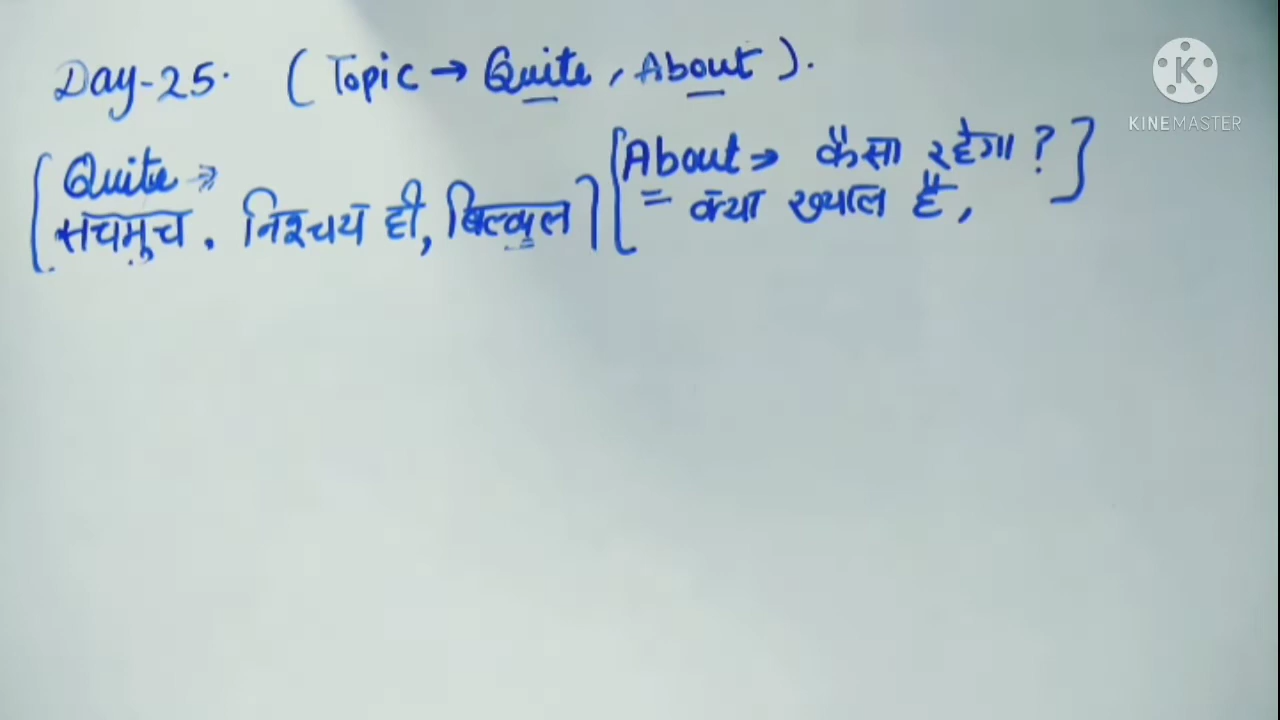 Day-25. (Topic → Quite, About).
KINEMASTER
[Quite →
सचमुच, निश्चय ही, बिल्कुल]
[About → कैसा रहेगा?]
= क्या ख्याल है,